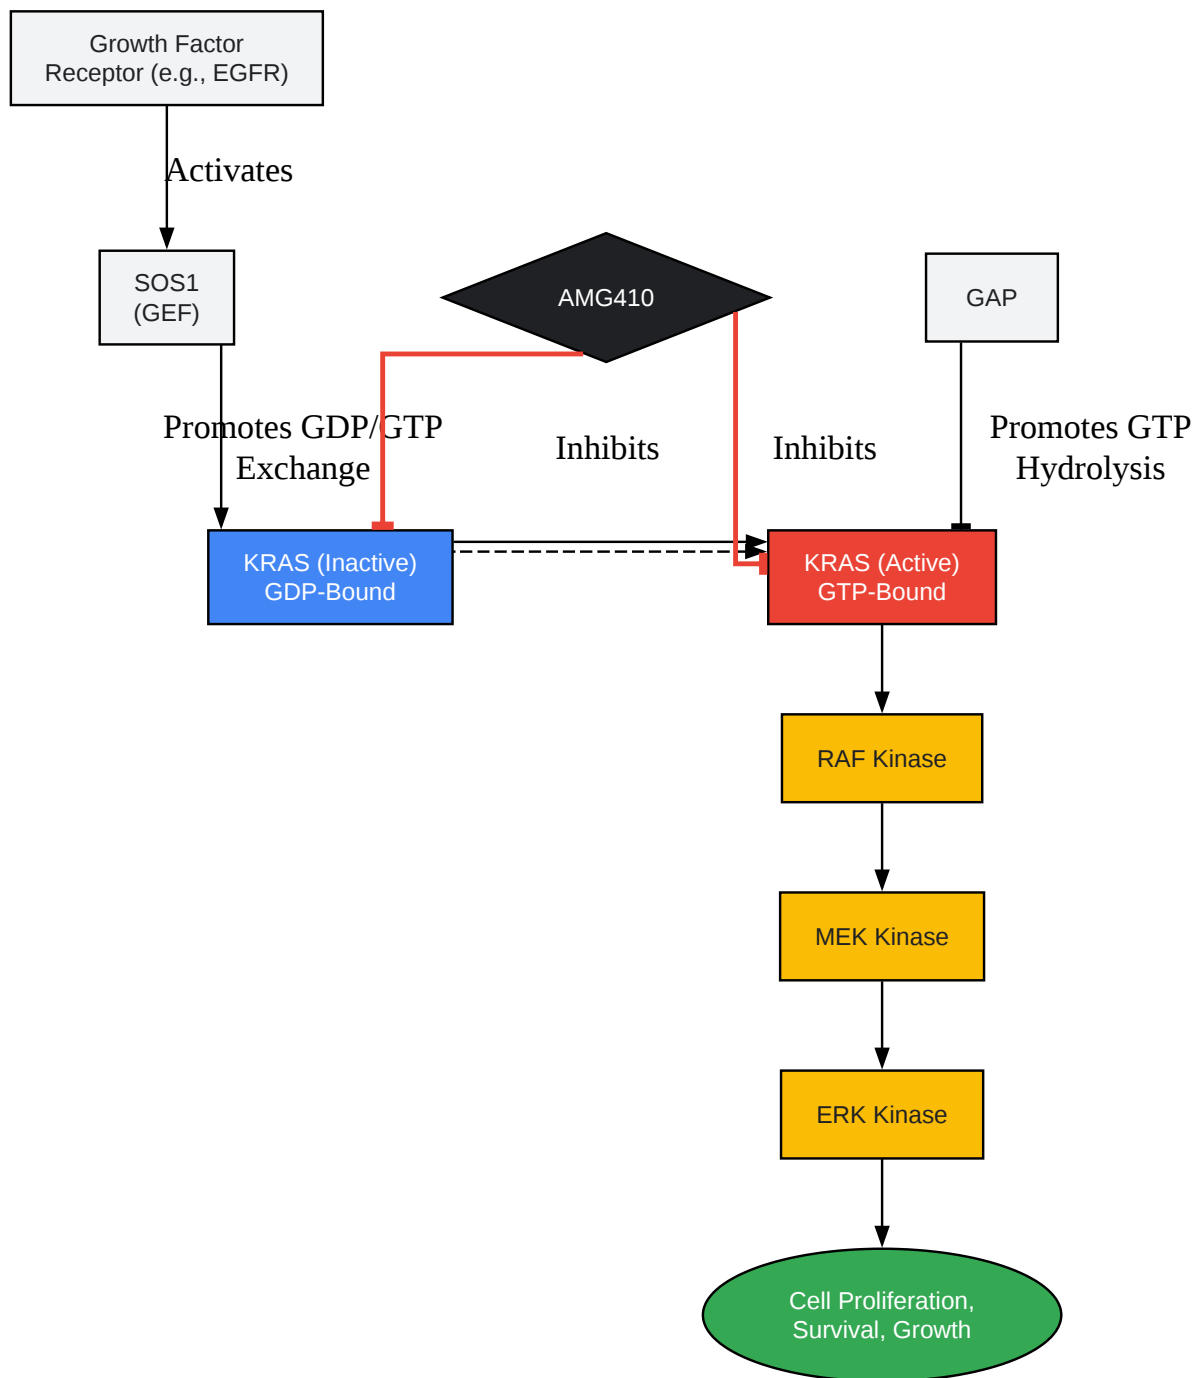 Growth Factor
Receptor (e.g., EGFR)
Activates
SOS1
(GEF)
AMG410
GAP
Promotes GDP/GTP
Exchange
Inhibits
Inhibits
Promotes GTP
Hydrolysis
KRAS (Inactive)
GDP-Bound
KRAS (Active)
GTP-Bound
RAF Kinase
MEK Kinase
ERK Kinase
Cell Proliferation,
Survival, Growth